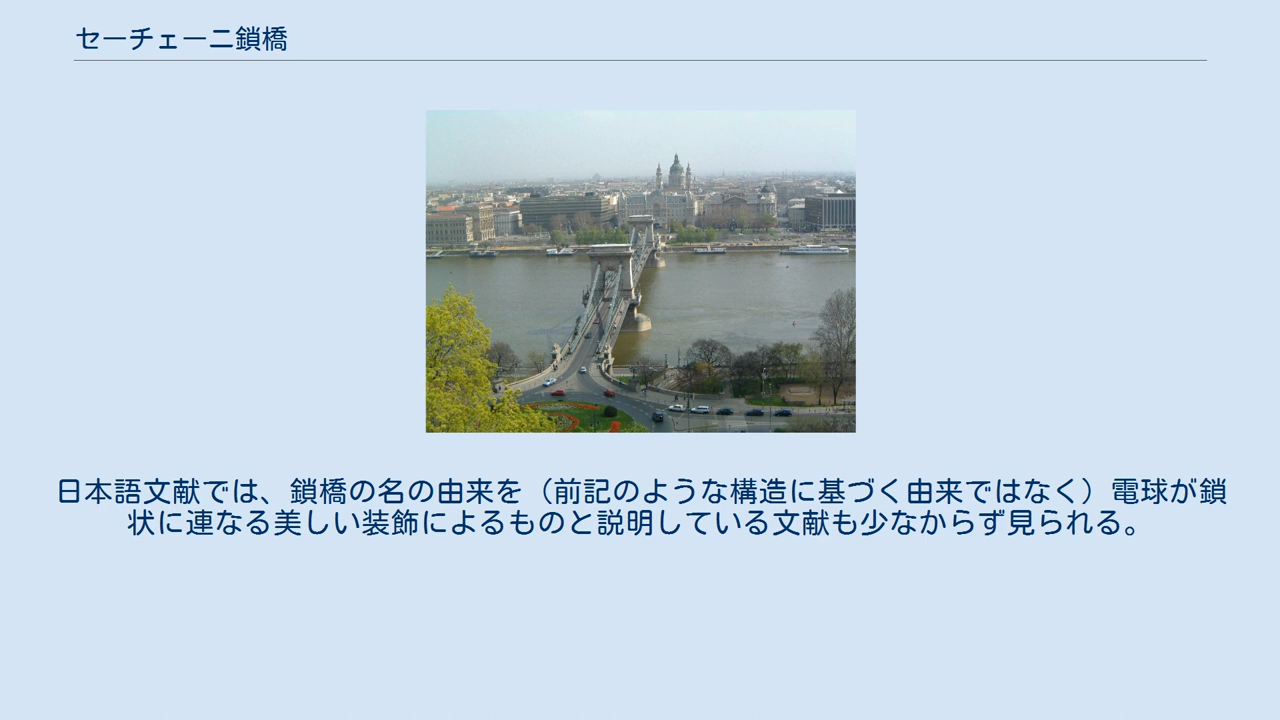 セーチェーニ鎖橋
日本語文献では、鎖橋の名の由来を（前記のような構造に基づく由来ではなく）電球が鎖
状に連なる美しい装飾によるものと説明している文献も少なからず見られる。